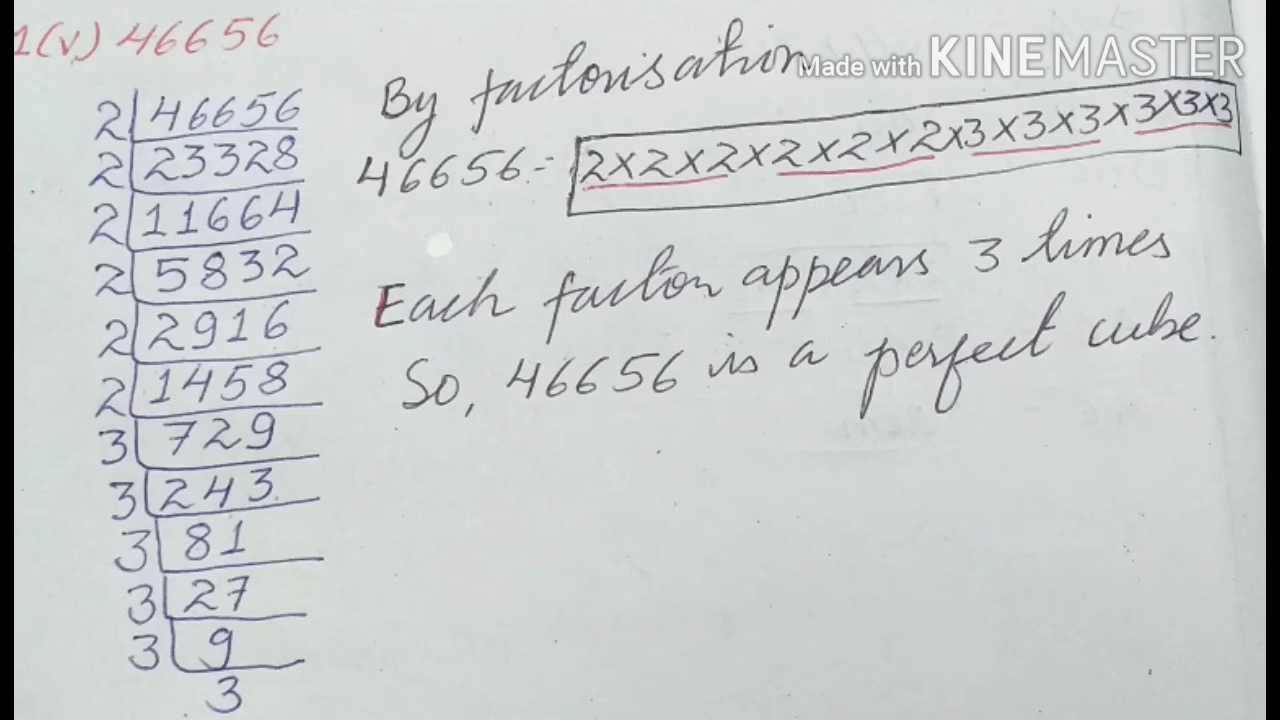 1(v) 46656
2 46656
2 23328
2 11664
2 5832
2 2916
2 1458
3 729
3 243
3 81
3 27
3 9
3
By factorisation
Made with KINEMASTER
46656 = 2×2×2×2×2×2×3×3×3×3×3×3
Each factor appears 3 times
So, 46656 is a perfect cube.